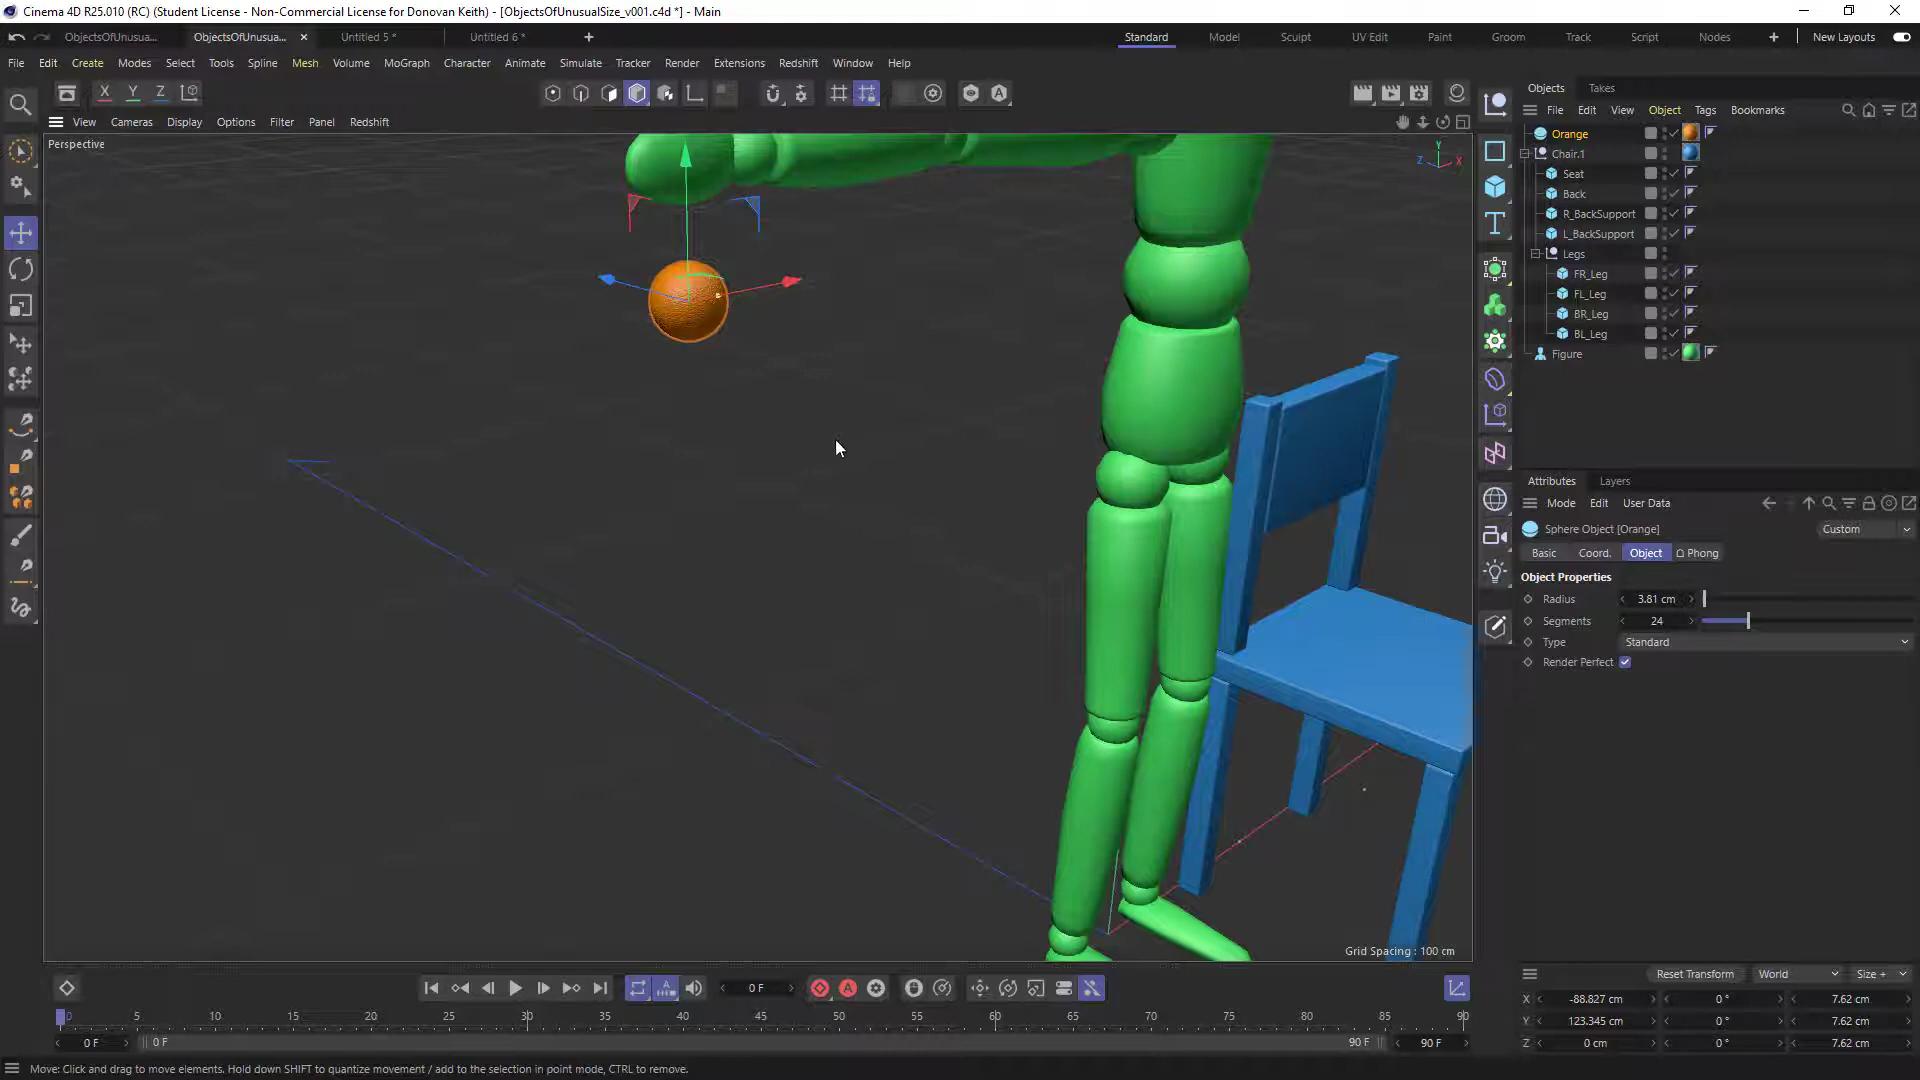 Cinema 4D R25.010 (RC) (Student License - Non-Commercial License for Donovan Keith) - [ObjectsOfUnusualSize_v001.c4d *] - Main
ObjectsOfUnusua... ObjectsOfUnusua... Untitled 5 * Untitled 6 * Standard Model Sculpt UV Edit Paint Groom Track Script Nodes New Layouts
File Edit Create Modes Select Tools Spline Mesh Volume MoGraph Character Animate Simulate Tracker Render Extensions Redshift Window Help
X Y Z
View Cameras Display Options Filter Panel Redshift
Perspective
Y
Z X
Grid Spacing : 100 cm
Objects Takes
File Edit View Object Tags Bookmarks
Orange
Chair.1
Seat
Back
R_BackSupport
L_BackSupport
Legs
FR_Leg
FL_Leg
BR_Leg
BL_Leg
Figure
Attributes Layers
Mode Edit User Data
Sphere Object [Orange] Custom
Basic Coord. Object Phong
Object Properties
Radius 3.81 cm
Segments 24
Type Standard
Render Perfect
0 F
Reset Transform World Size +
X -88.827 cm 0 ° 7.62 cm
Y 123.345 cm 0 ° 7.62 cm
Z 0 cm 0 ° 7.62 cm
0 5 10 15 20 25 30 35 40 45 50 55 60 65 70 75 80 85 90
0 F 0 F 90 F 90 F
Move: Click and drag to move elements. Hold down SHIFT to quantize movement / add to the selection in point mode, CTRL to remove.